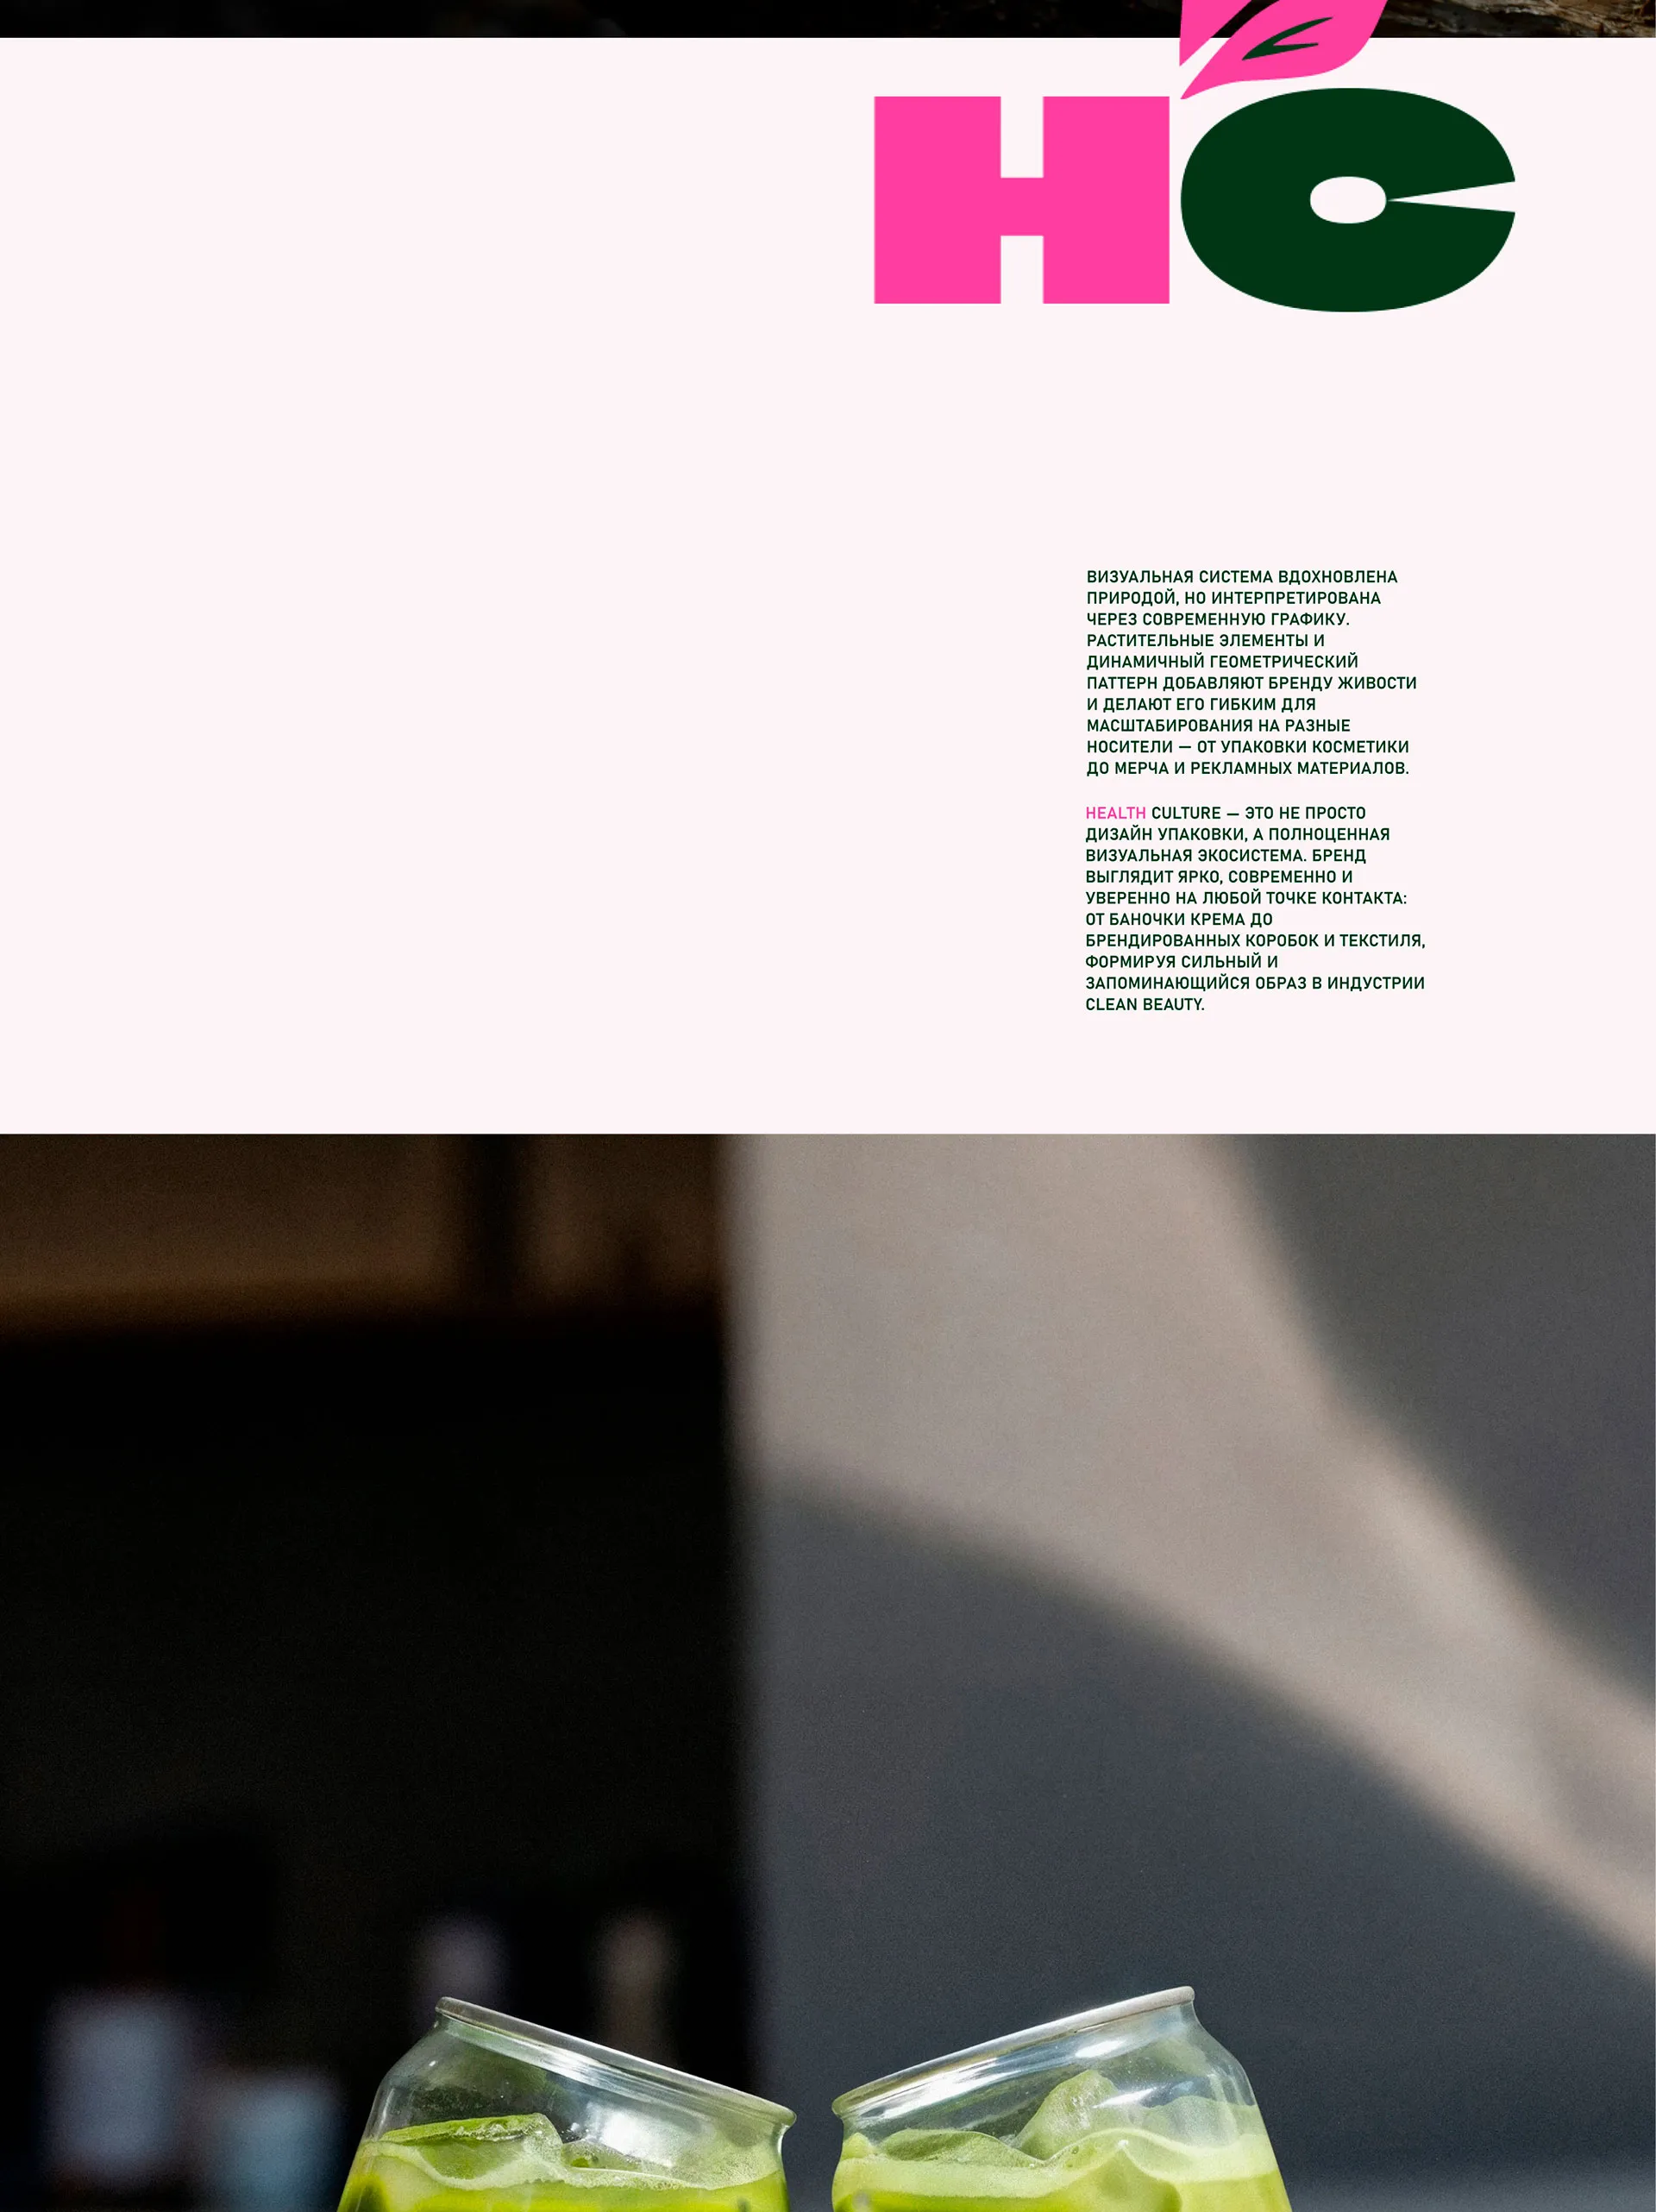 HC
ВИЗУАЛЬНАЯ СИСТЕМА ВДОХНОВЛЕНА
ПРИРОДОЙ, НО ИНТЕРПРЕТИРОВАНА
ЧЕРЕЗ СОВРЕМЕННУЮ ГРАФИКУ.
РАСТИТЕЛЬНЫЕ ЭЛЕМЕНТЫ И
ДИНАМИЧНЫЙ ГЕОМЕТРИЧЕСКИЙ
ПАТТЕРН ДОБАВЛЯЮТ БРЕНДУ ЖИВОСТИ
И ДЕЛАЮТ ЕГО ГИБКИМ ДЛЯ
МАСШТАБИРОВАНИЯ НА РАЗНЫЕ
НОСИТЕЛИ — ОТ УПАКОВКИ КОСМЕТИКИ
ДО МЕРЧА И РЕКЛАМНЫХ МАТЕРИАЛОВ.
HEALTH CULTURE — ЭТО НЕ ПРОСТО
ДИЗАЙН УПАКОВКИ, А ПОЛНОЦЕННАЯ
ВИЗУАЛЬНАЯ ЭКОСИСТЕМА. БРЕНД
ВЫГЛЯДИТ ЯРКО, СОВРЕМЕННО И
УВЕРЕННО НА ЛЮБОЙ ТОЧКЕ КОНТАКТА:
ОТ БАНОЧКИ КРЕМА ДО
БРЕНДИРОВАННЫХ КОРОБОК И ТЕКСТИЛЯ,
ФОРМИРУЯ СИЛЬНЫЙ И
ЗАПОМИНАЮЩИЙСЯ ОБРАЗ В ИНДУСТРИИ
CLEAN BEAUTY.